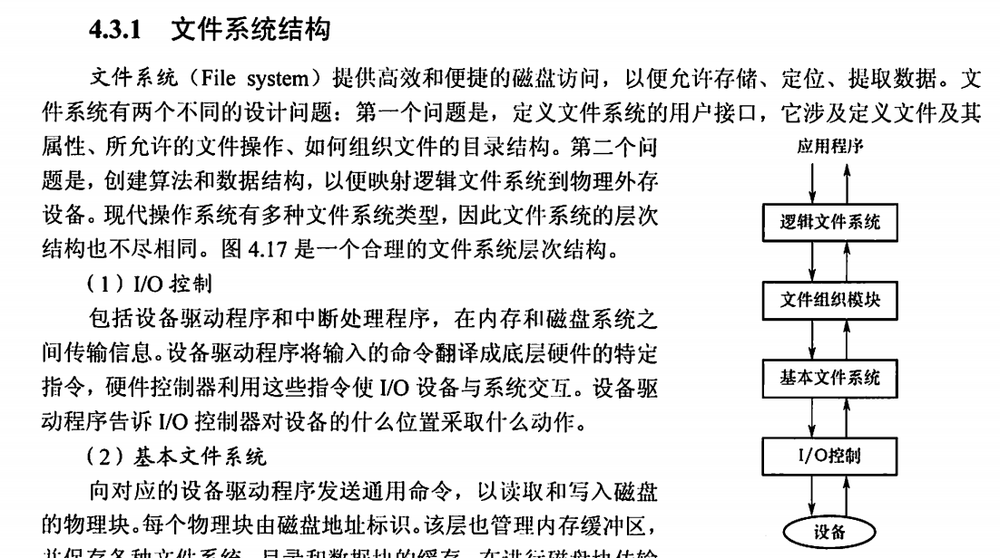 4.3.1 文件系统结构
文件系统（File system）提供高效和便捷的磁盘访问，以便允许存储、定位、提取数据。文
件系统有两个不同的设计问题：第一个问题是，定义文件系统的用户接口，它涉及定义文件及其
属性、所允许的文件操作、如何组织文件的目录结构。第二个问
题是，创建算法和数据结构，以便映射逻辑文件系统到物理外存
设备。现代操作系统有多种文件系统类型，因此文件系统的层次
结构也不尽相同。图 4.17 是一个合理的文件系统层次结构。
（1）I/O 控制
包括设备驱动程序和中断处理程序，在内存和磁盘系统之
间传输信息。设备驱动程序将输入的命令翻译成底层硬件的特定
指令，硬件控制器利用这些指令使 I/O 设备与系统交互。设备驱
动程序告诉 I/O 控制器对设备的什么位置采取什么动作。
（2）基本文件系统
向对应的设备驱动程序发送通用命令，以读取和写入磁盘
的物理块。每个物理块由磁盘地址标识。该层也管理内存缓冲区，
并保存各种文件系统、目录和数据块的缓存。在进行磁盘块传输
应用程序
逻辑文件系统
文件组织模块
基本文件系统
I/O控制
设备